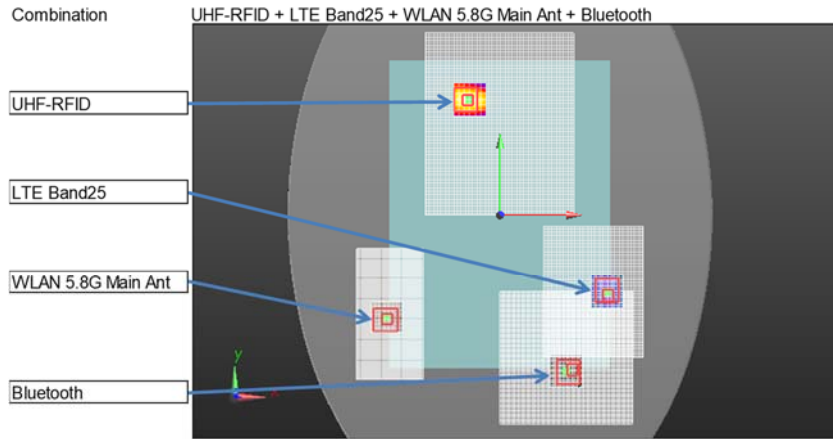 Combination UHF-RFID + LTE Band25 + WLAN 5.8G Main Ant + Bluetooth
UHF-RFID
LTE Band25
WLAN 5.8G Main Ant
Bluetooth
y
x